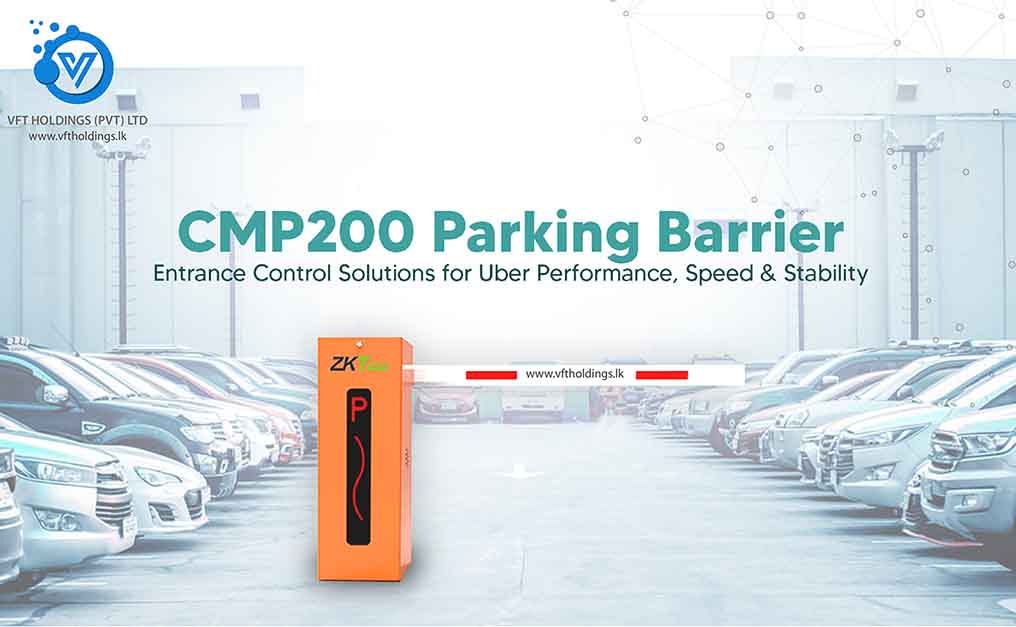 VFT HOLDINGS (PVT) LTD
www.vftholdings.lk
CMP200 Parking Barrier
Entrance Control Solutions for Uber Performance, Speed & Stability
ZKTeco
www.vftholdings.lk
P